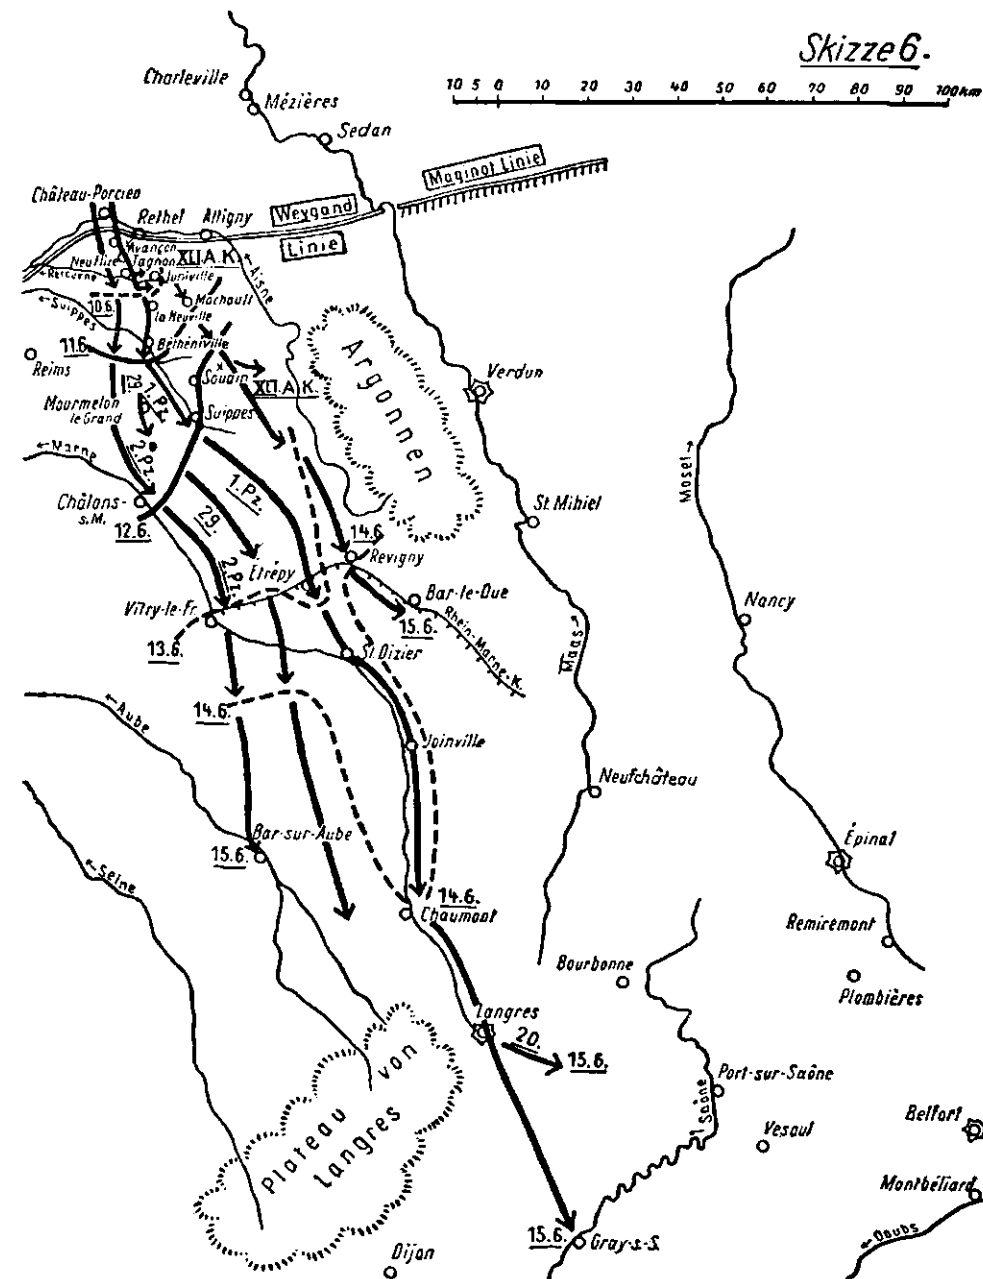 Skizze 6.
10 5 0 10 20 30 40 50 60 70 80 90 100 km
Charleville
Mézières
Sedan
Maginot Linie
Weygand
Linie
Château-Porcien
Rethel
Attigny
Avançon
Neuflize
Tagnon
XLI A.K.
← Retourne
Juniville
← Aisne
Machault
10.6.
la Neuville
← Suippes
Bétheniville
11.6.
Reims
Souain
XLI A.K.
29.
1.Pz.
Mourmelon
le Grand
Suippes
2.Pz.
← Marne
Châlons-
s.M.
12.6.
Argonnen
Verdun
St. Mihiel
Mosel →
1.Pz.
29.
2.Pz.
14.6
Revigny
Etrépy
Bar-le-Duc
15.6.
Rhein-Marne-K.
Vitry-le-Fr.
13.6.
St. Dizier
Maas →
Nancy
14.6.
← Aube
Joinville
Neufchâteau
Bar-sur-Aube
15.6.
Épinal
← Seine
14.6.
Chaumont
Remiremont
Bourbonne
Plombières
Langres
20.
15.6.
Plateau
von
Langres
Port-sur-Saône
Saône
Vesoul
Belfort
Montbéliard
← Doubs
15.6.
Gray-s-S.
Dijon